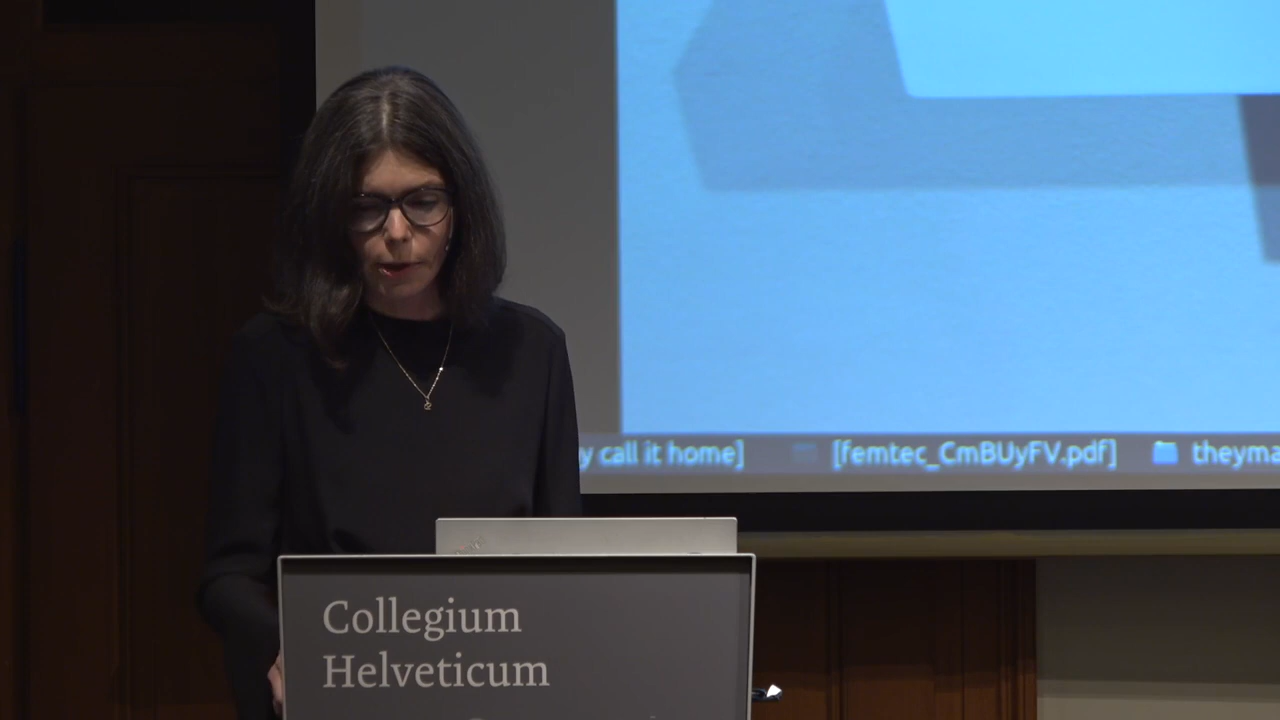 y call it home]
[femtec_CmBUyFV.pdf]
theyma
Collegium
Helveticum